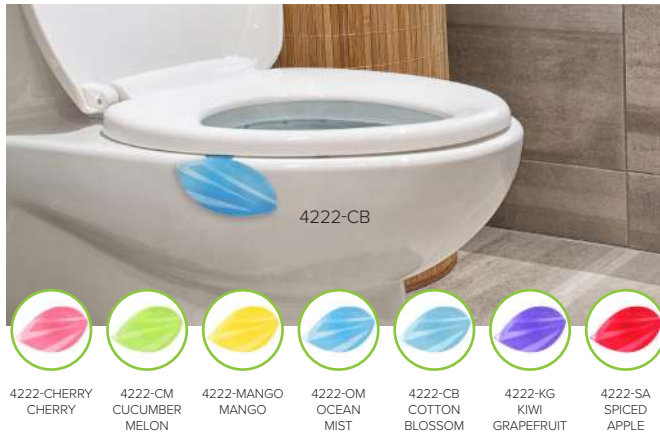 4222-CB
4222-CHERRY
CHERRY
4222-CM
CUCUMBER
MELON
4222-MANGO
MANGO
4222-OM
OCEAN
MIST
4222-CB
COTTON
BLOSSOM
4222-KG
KIWI
GRAPEFRUIT
4222-SA
SPICED
APPLE